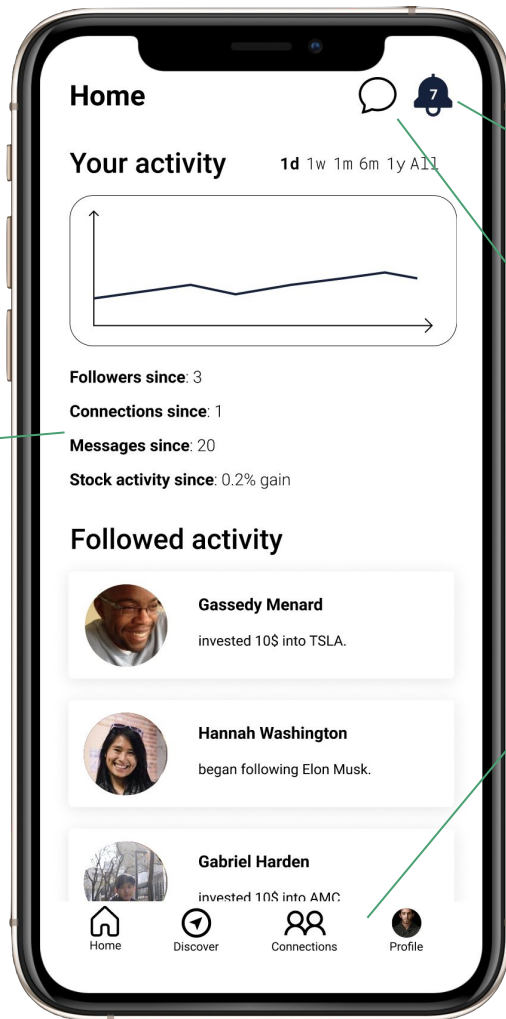 Home
7
Your activity
1d 1w 1m 6m 1y All
Followers since: 3
Connections since: 1
Messages since: 20
Stock activity since: 0.2% gain
Followed activity
Gassedy Menard
invested 10$ into TSLA.
Hannah Washington
began following Elon Musk.
Gabriel Harden
invested 10$ into AMC
Home Discover Connections Profile